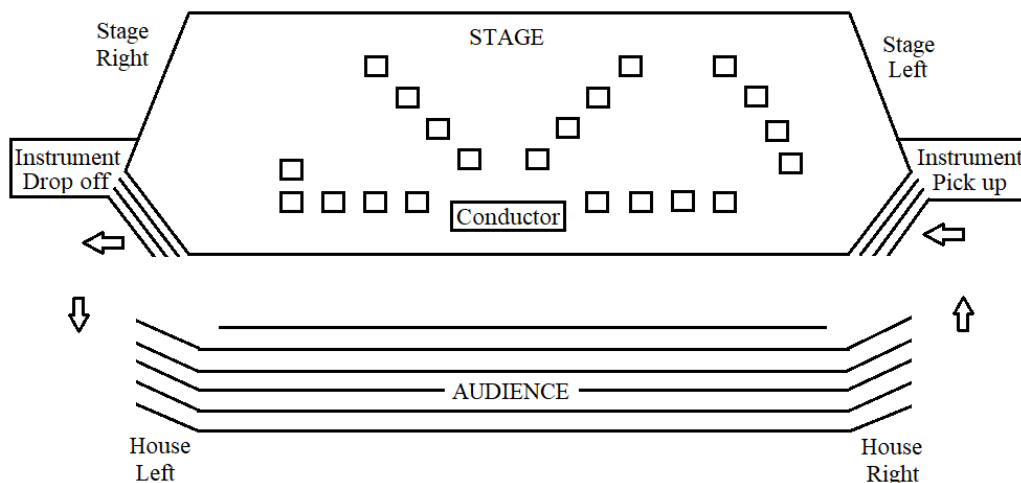 STAGE
Stage
Right
Stage
Left
Instrument
Drop off
Instrument
Pick up
Conductor
AUDIENCE
House
Left
House
Right